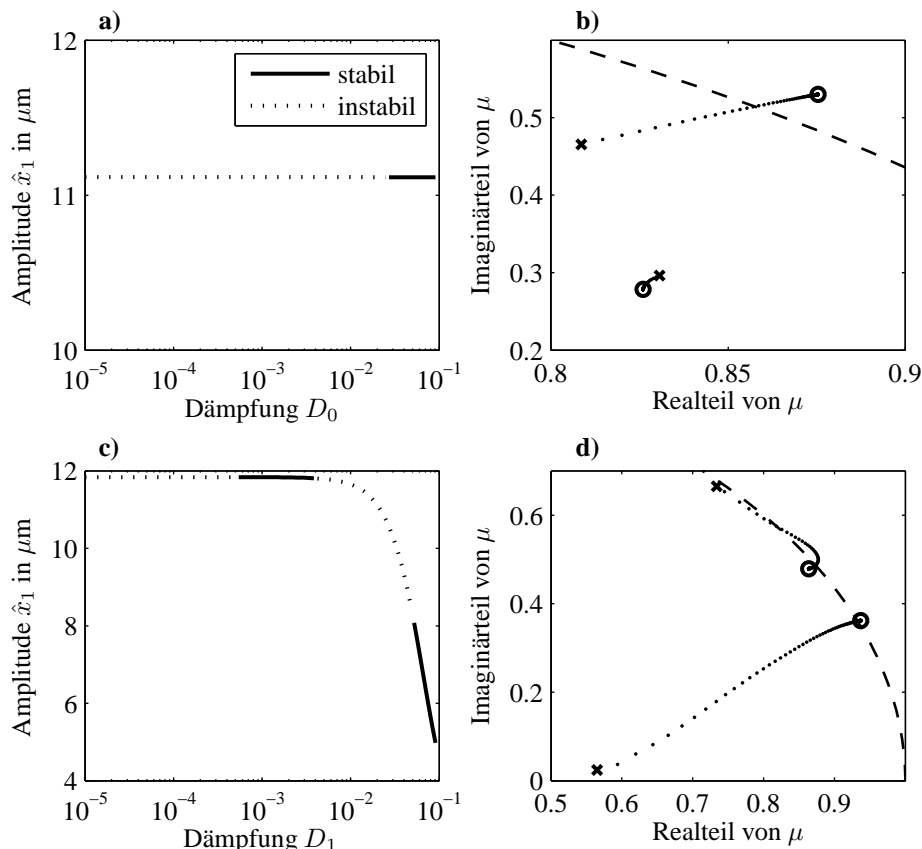 a)
12
11
10
Amplitude x̂₁ in μm
stabil
instabil
10⁻⁵ 10⁻⁴ 10⁻³ 10⁻² 10⁻¹
Dämpfung D₀
b)
0.5
0.4
0.3
0.2
Imaginärteil von μ
0.8 0.85 0.9
Realteil von μ
c)
12
10
8
6
4
Amplitude x̂₁ in μm
10⁻⁵ 10⁻⁴ 10⁻³ 10⁻² 10⁻¹
Dämpfung D₁
d)
0.6
0.4
0.2
0
Imaginärteil von μ
0.5 0.6 0.7 0.8 0.9
Realteil von μ